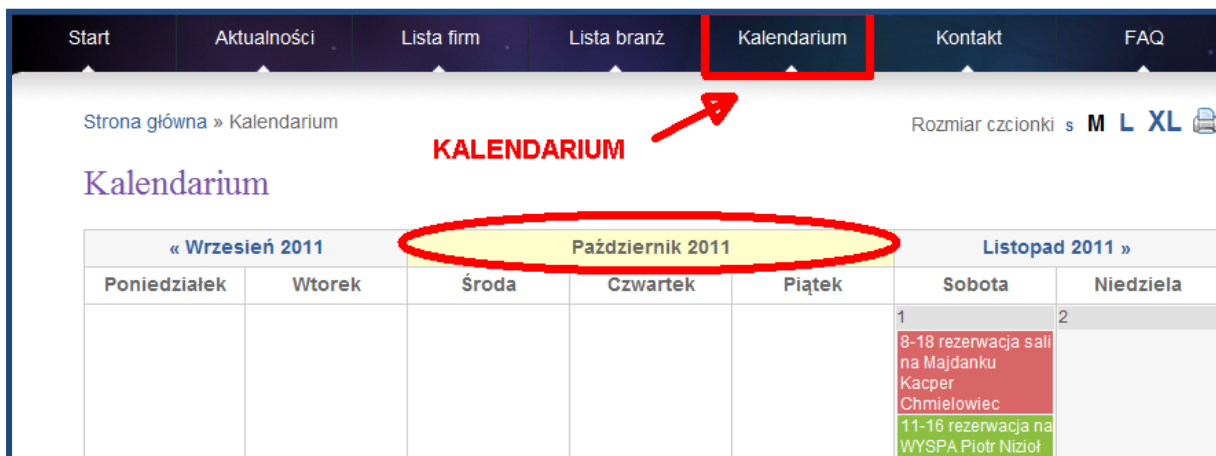 Start Aktualności Lista firm Lista branż Kalendarium Kontakt FAQ
Strona główna » Kalendarium
Rozmiar czcionki s M L XL
KALENDARIUM
Kalendarium
« Wrzesień 2011 Październik 2011 Listopad 2011 »
Poniedziałek Wtorek Środa Czwartek Piątek Sobota Niedziela
1 2
8-18 rezerwacja sali
na Majdanku
Kacper
Chmielowiec
11-16 rezerwacja na
WYSPA Piotr Nizioł